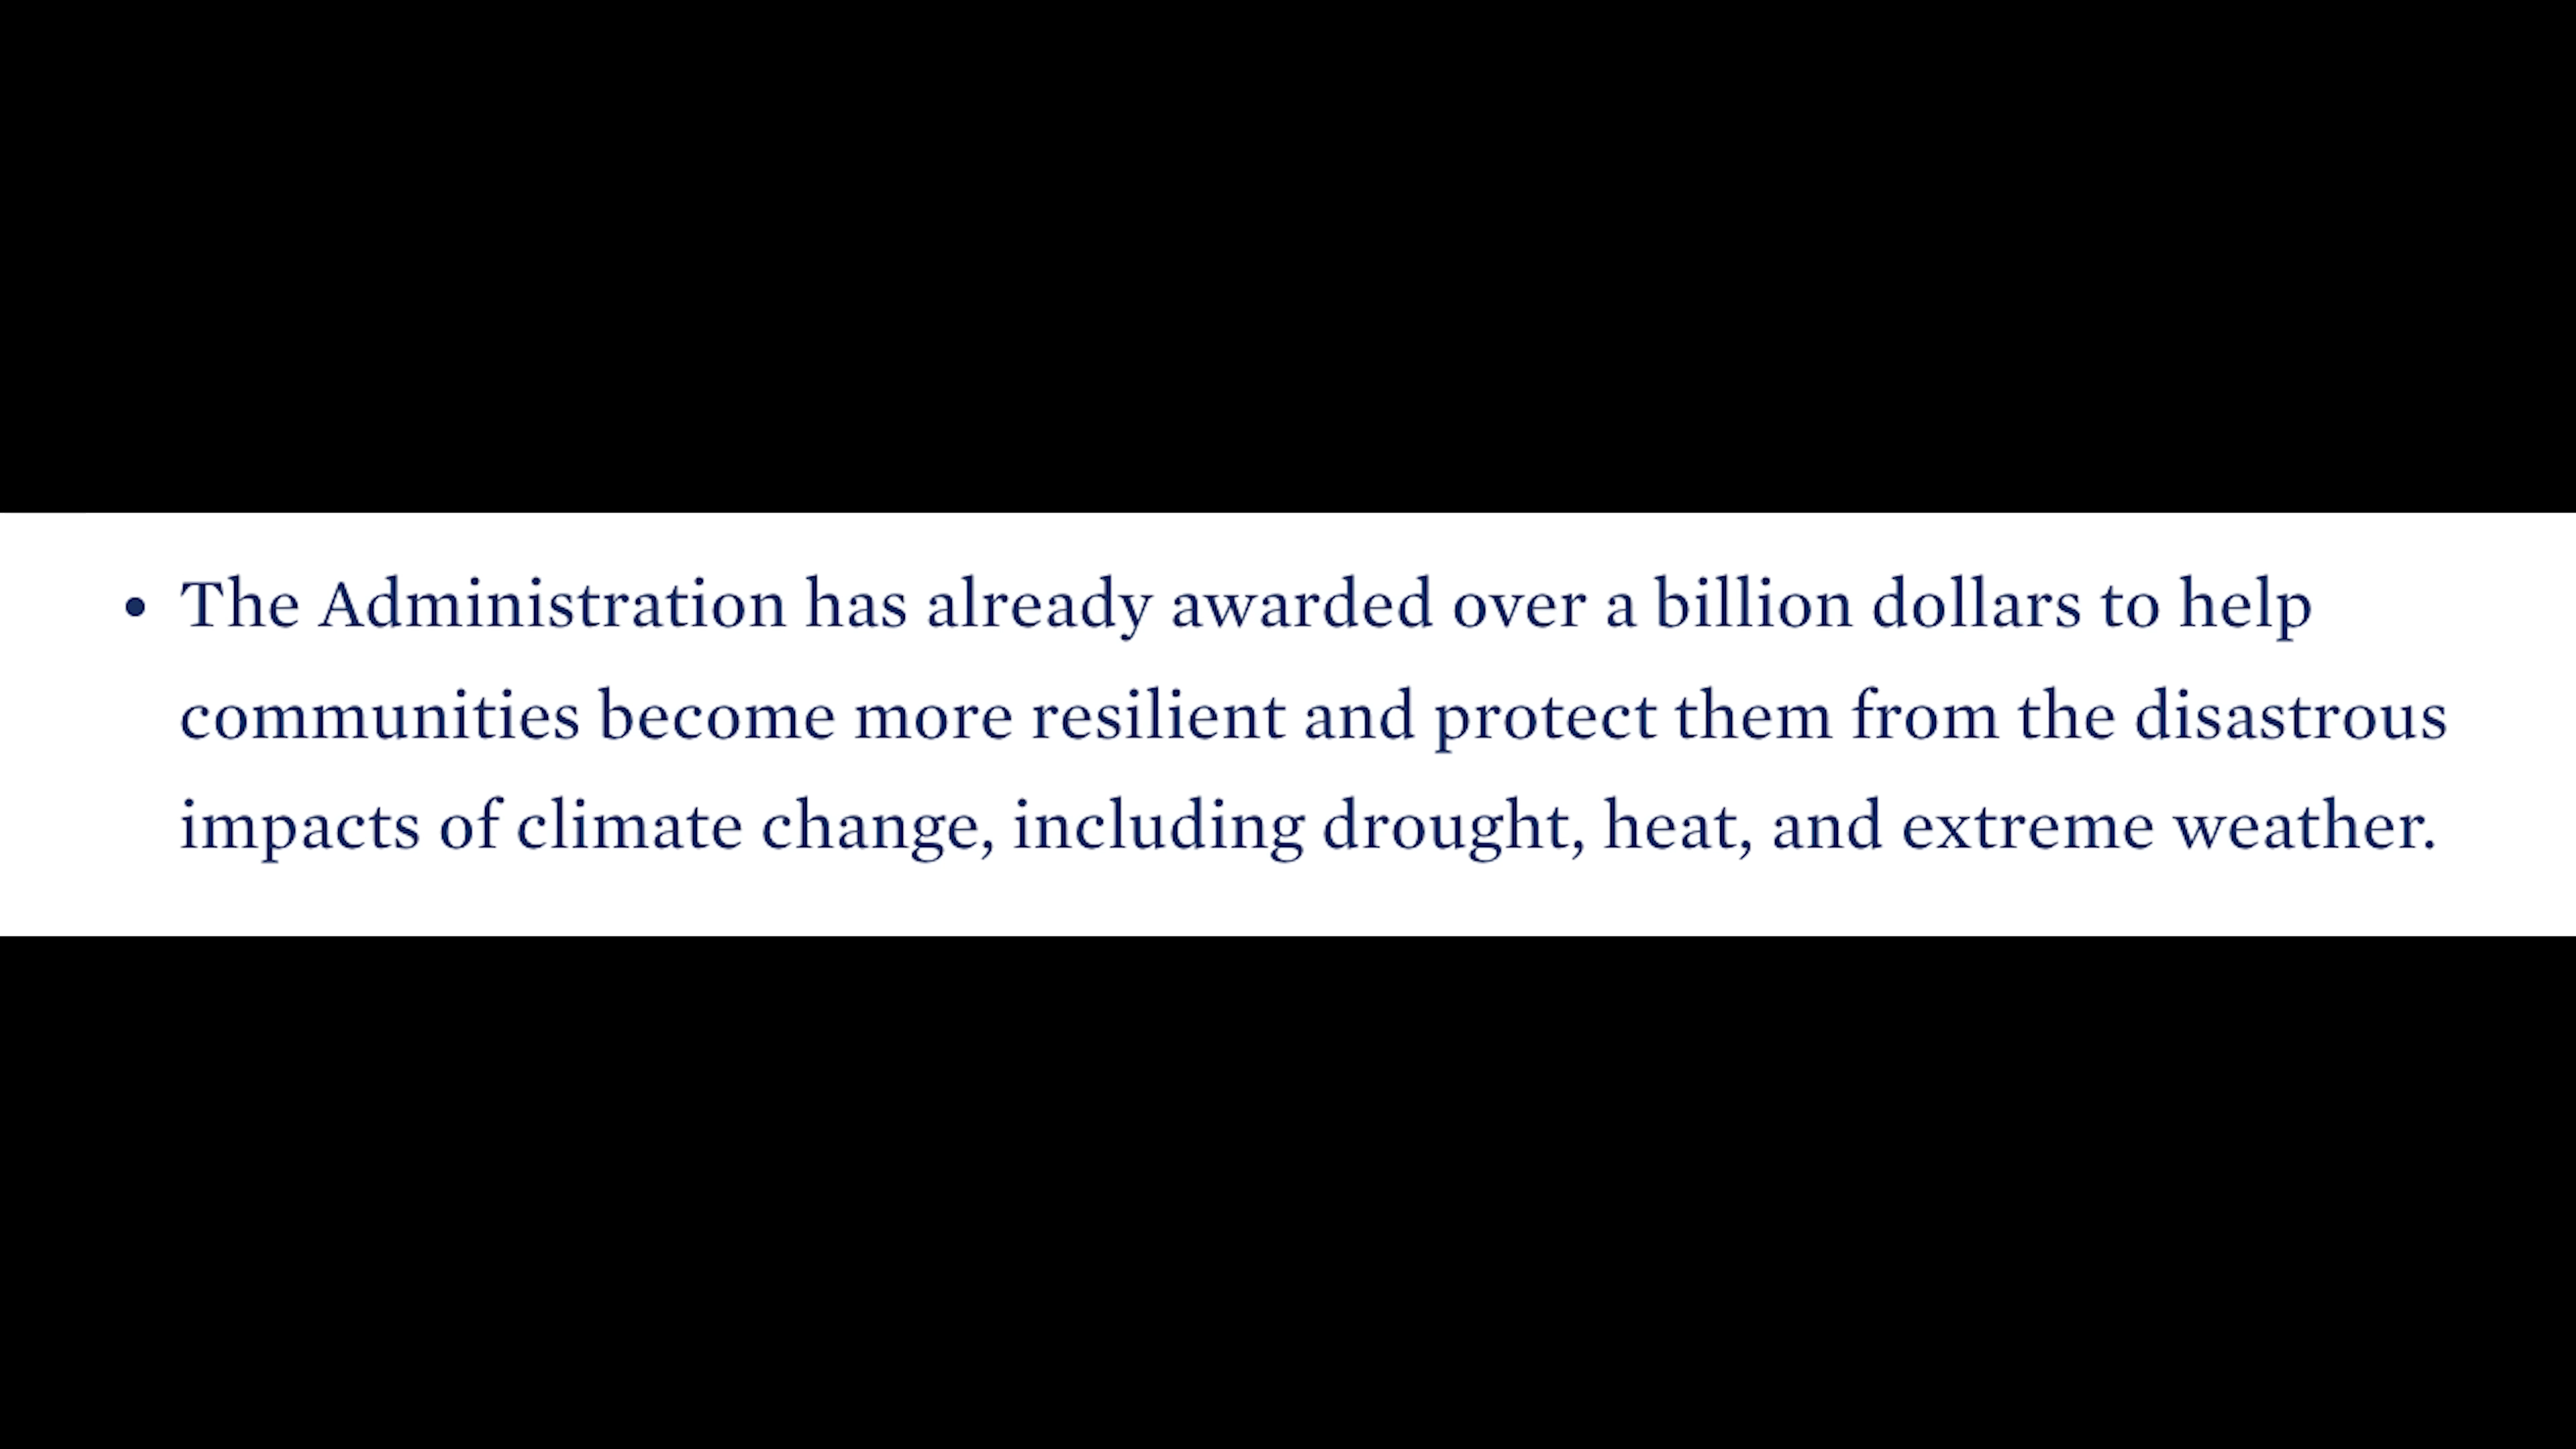 • The Administration has already awarded over a billion dollars to help
communities become more resilient and protect them from the disastrous
impacts of climate change, including drought, heat, and extreme weather.